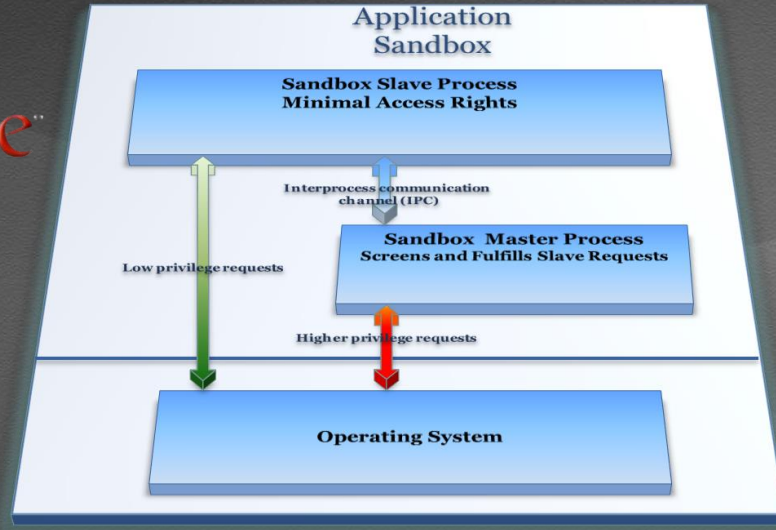 Application
Sandbox
e"
Sandbox Slave Process
Minimal Access Rights
Interprocess communication
channel (IPC)
Sandbox Master Process
Screens and Fulfills Slave Requests
Low privilege requests
Higher privilege requests
Operating System